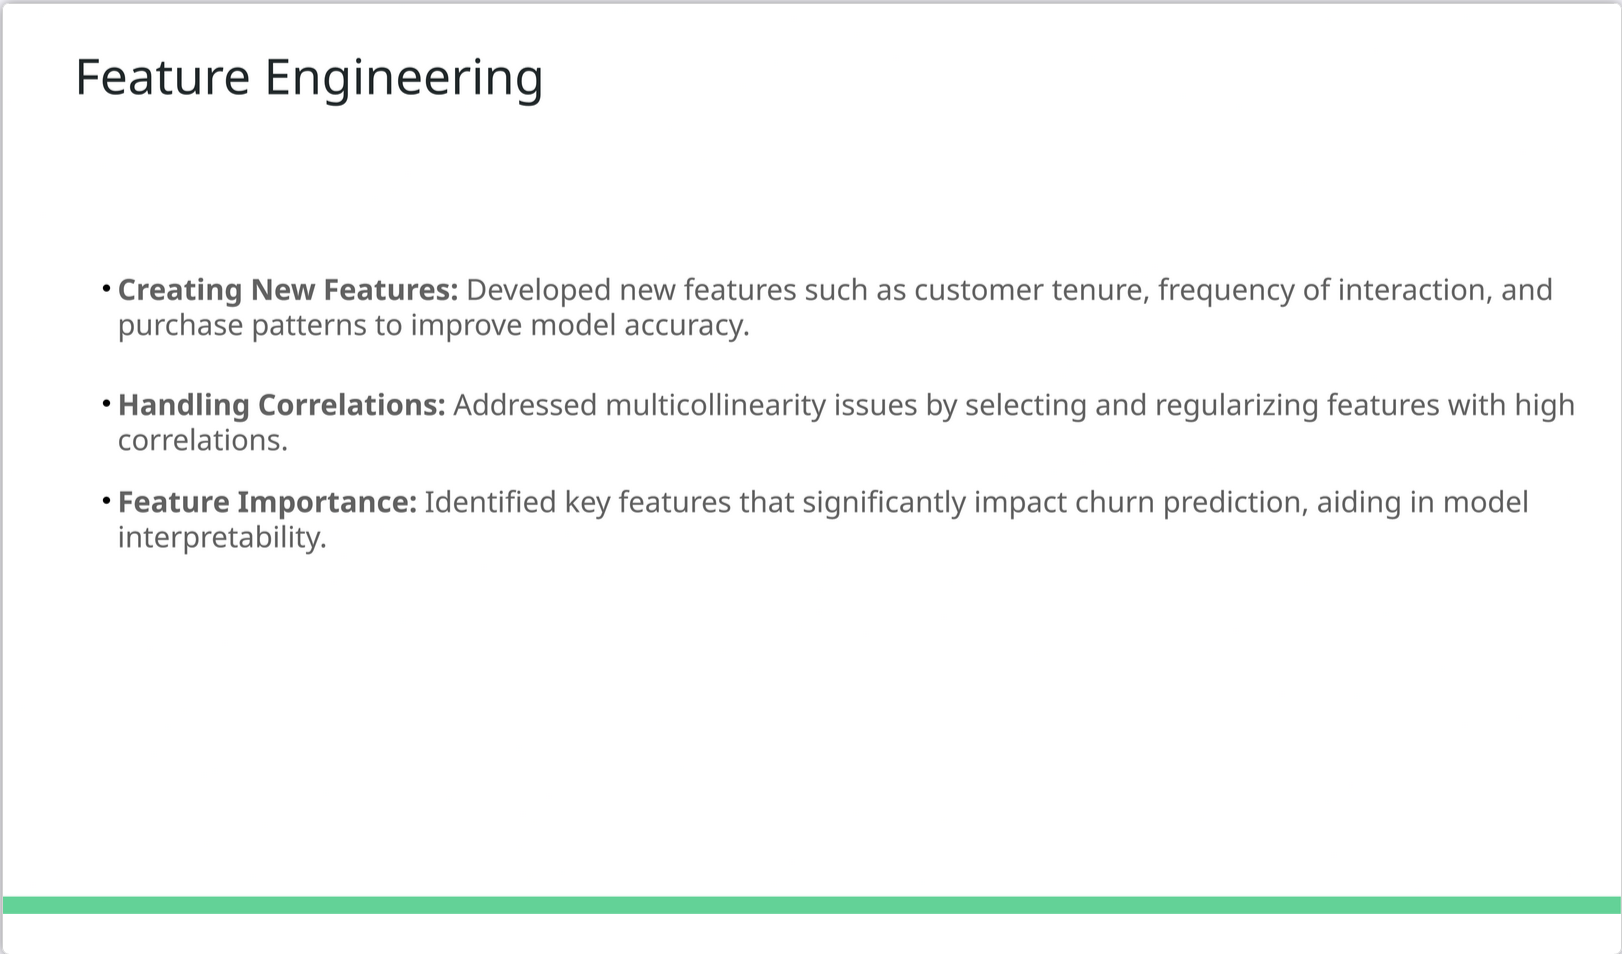 Feature Engineering
• Creating New Features: Developed new features such as customer tenure, frequency of interaction, and
purchase patterns to improve model accuracy.
• Handling Correlations: Addressed multicollinearity issues by selecting and regularizing features with high
correlations.
• Feature Importance: Identified key features that significantly impact churn prediction, aiding in model
interpretability.